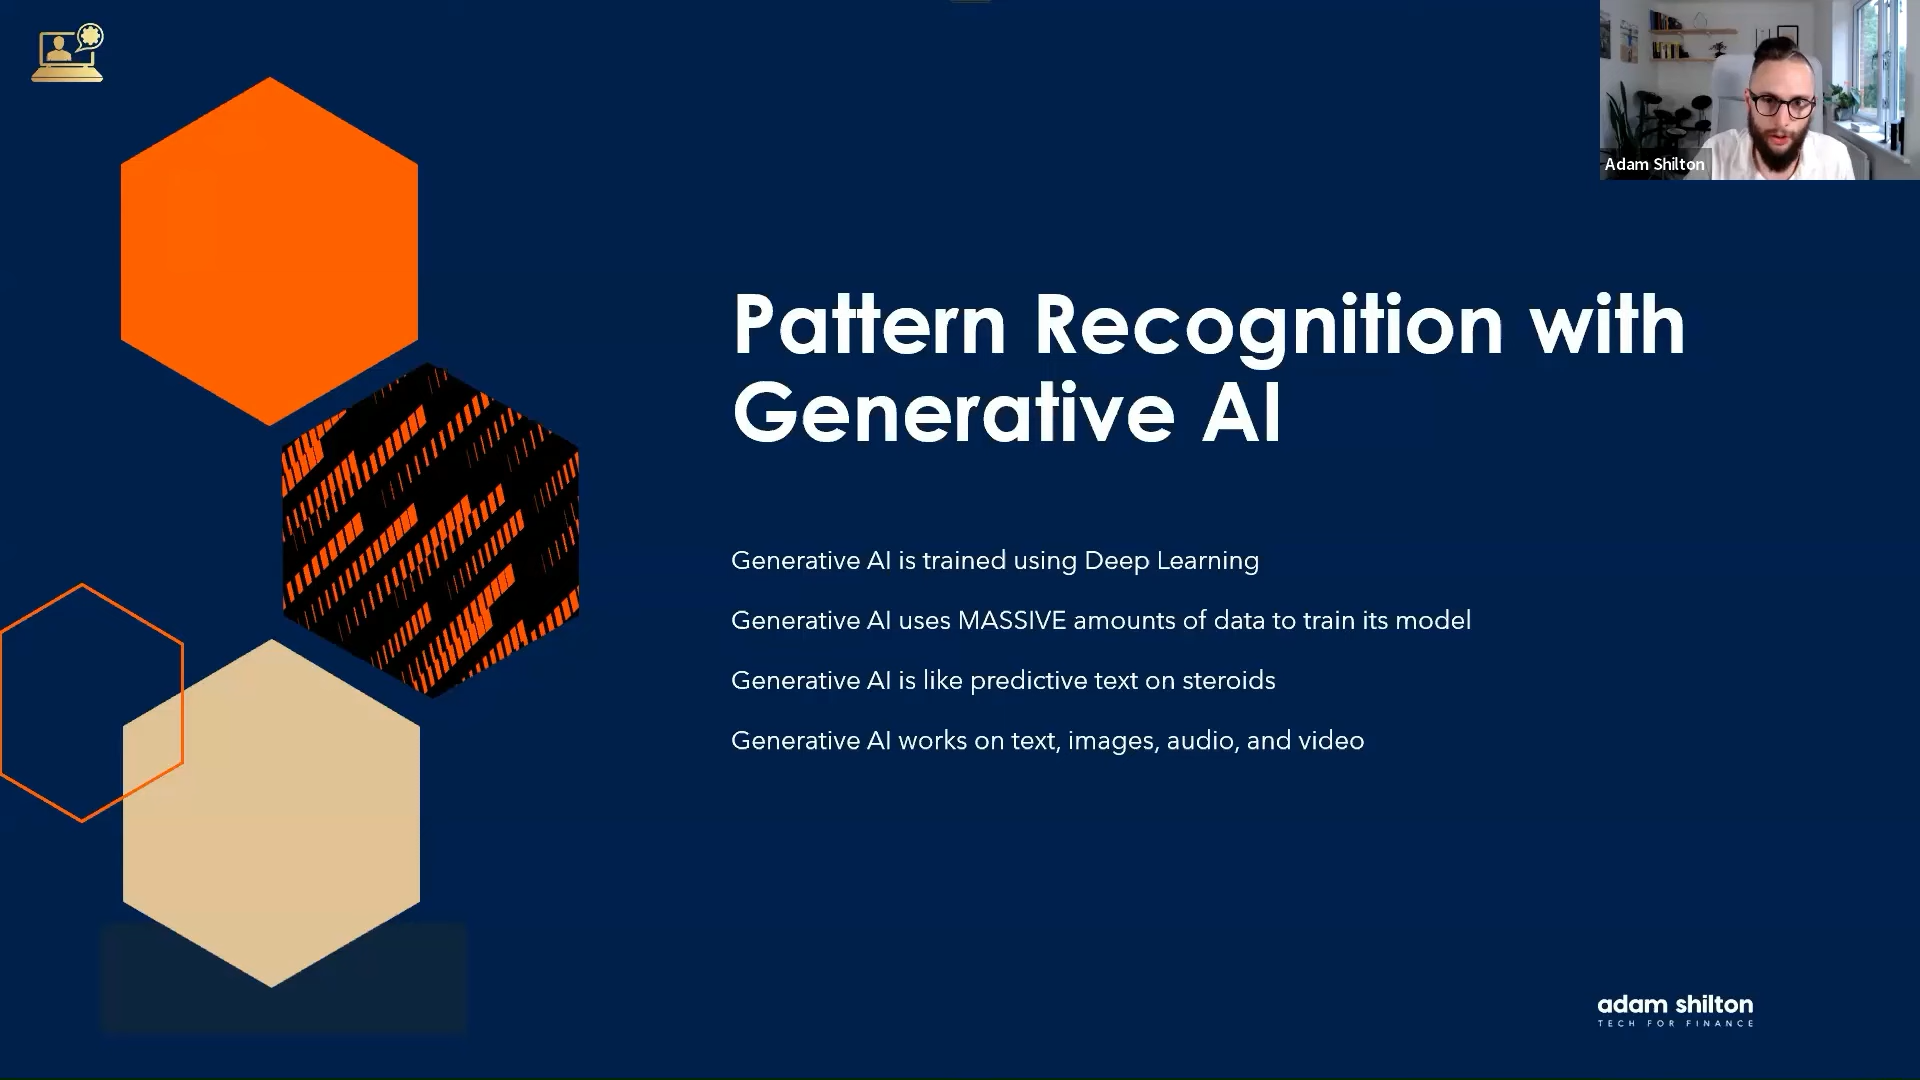 Adam Shilton
Pattern Recognition with
Generative AI
Generative AI is trained using Deep Learning
Generative AI uses MASSIVE amounts of data to train its model
Generative AI is like predictive text on steroids
Generative AI works on text, images, audio, and video
adam shilton
TECH FOR FINANCE